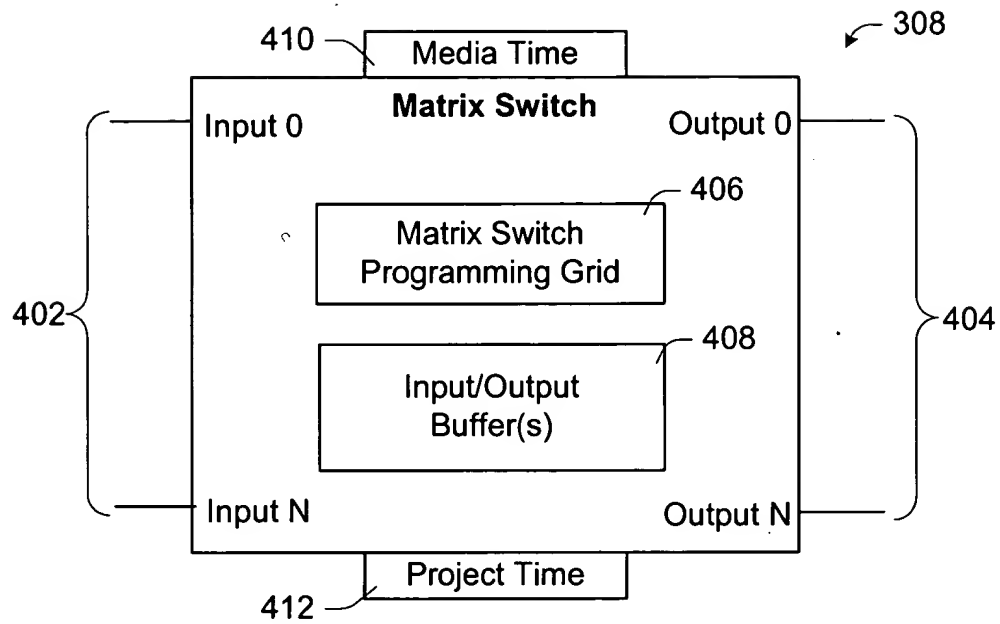 410
Media Time
308
Matrix Switch
Input 0
Output 0
406
Matrix Switch
Programming Grid
402
404
408
Input/Output
Buffer(s)
Input N
Output N
Project Time
412